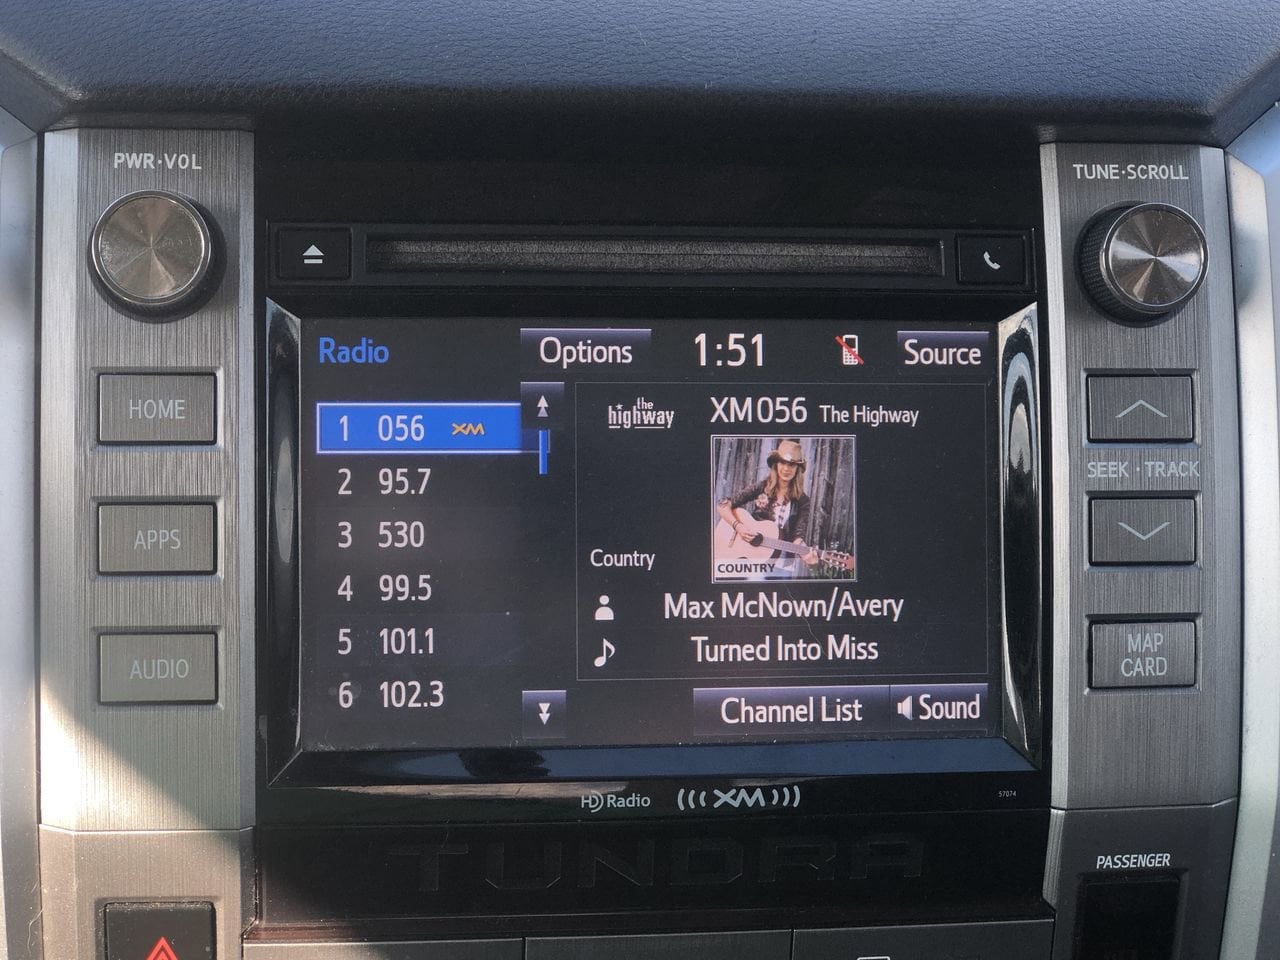 PWR·VOL
TUNE·SCROLL
HOME
APPS
AUDIO
Radio
Options
1:51
Source
1 056 XM
2 95.7
3 530
4 99.5
5 101.1
6 102.3
the
highway
XM056 The Highway
COUNTRY
Country
Max McNown/Avery
Turned Into Miss
Channel List
Sound
SEEK · TRACK
MAP
CARD
HD Radio
(((XM)))
57074
TUNDRA
PASSENGER